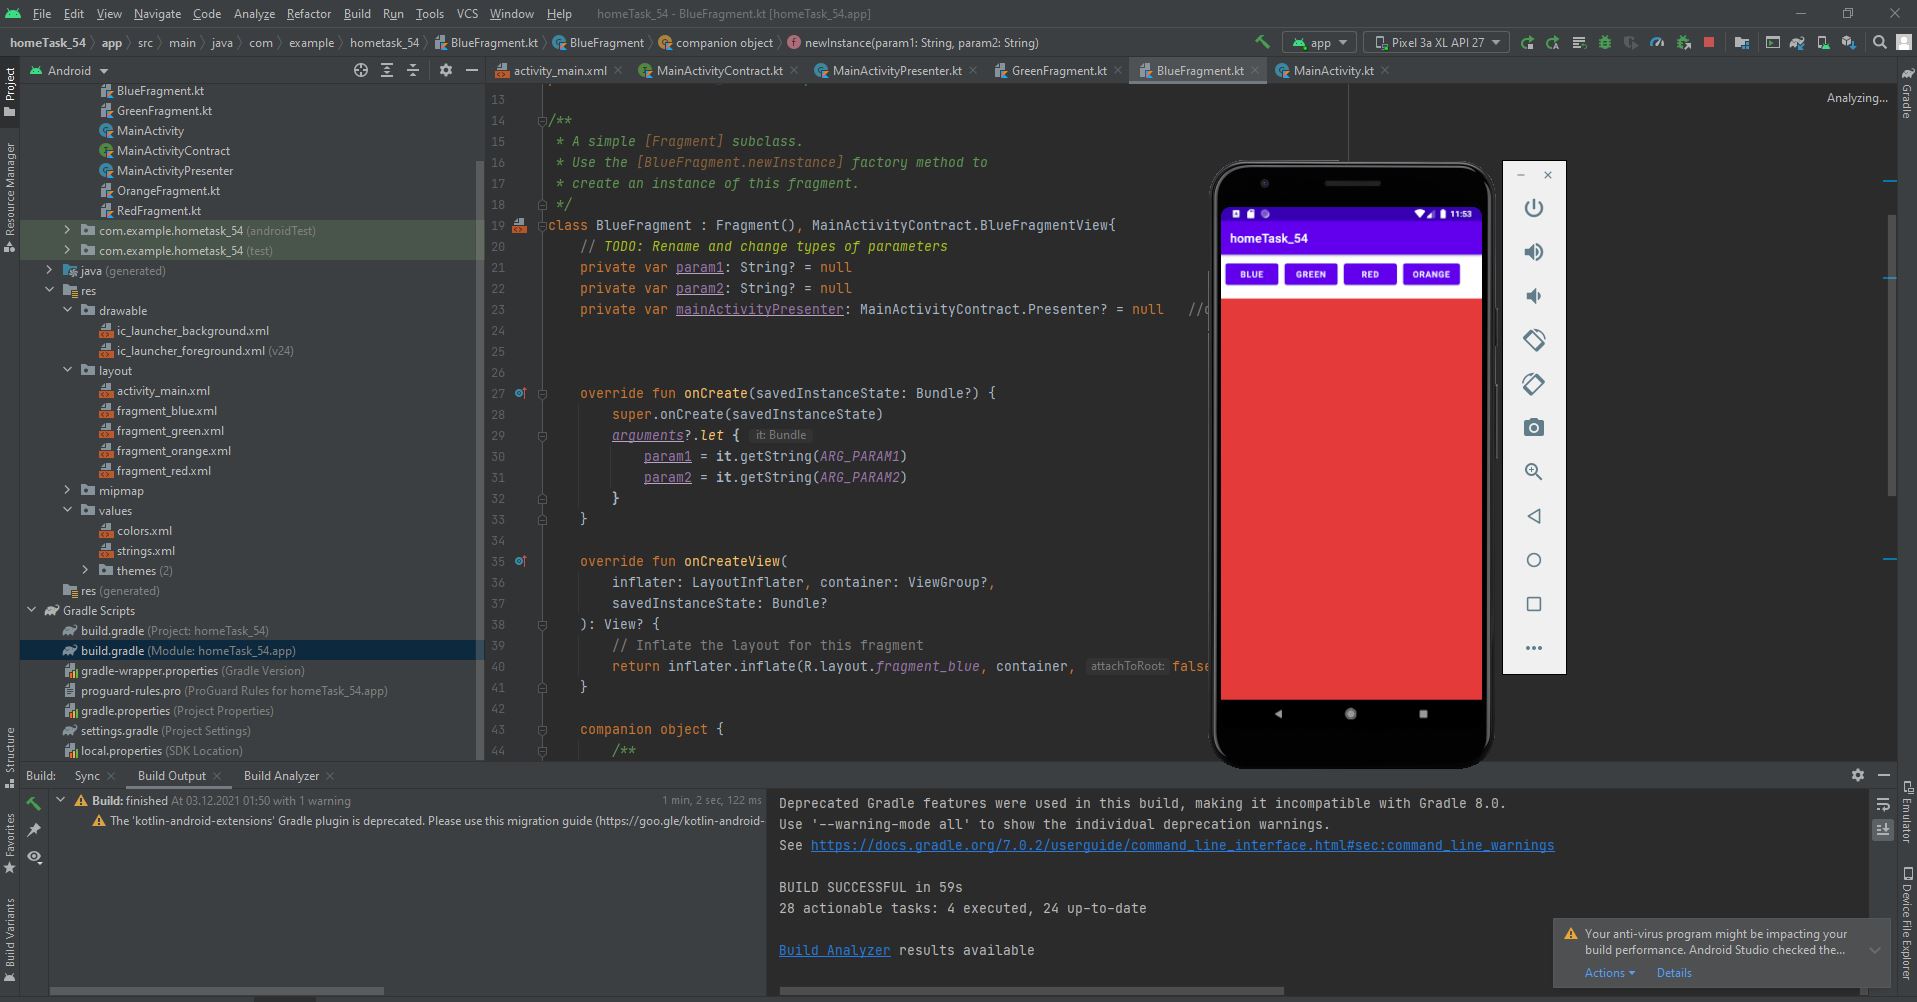 File Edit View Navigate Code Analyze Refactor Build Run Tools VCS Window Help homeTask_54 - BlueFragment.kt [homeTask_54.app]
homeTask_54 app src main java com example hometask_54 BlueFragment.kt BlueFragment companion object newInstance(param1: String, param2: String) app Pixel 3a XL API 27
Project
Resource Manager
Structure
Favorites
Build Variants
Android
BlueFragment.kt
GreenFragment.kt
MainActivity
MainActivityContract
MainActivityPresenter
OrangeFragment.kt
RedFragment.kt
com.example.hometask_54 (androidTest)
com.example.hometask_54 (test)
java (generated)
res
drawable
ic_launcher_background.xml
ic_launcher_foreground.xml (v24)
layout
activity_main.xml
fragment_blue.xml
fragment_green.xml
fragment_orange.xml
fragment_red.xml
mipmap
values
colors.xml
strings.xml
themes (2)
res (generated)
Gradle Scripts
build.gradle (Project: homeTask_54)
build.gradle (Module: homeTask_54.app)
gradle-wrapper.properties (Gradle Version)
proguard-rules.pro (ProGuard Rules for homeTask_54.app)
gradle.properties (Project Properties)
settings.gradle (Project Settings)
local.properties (SDK Location)
activity_main.xml MainActivityContract.kt MainActivityPresenter.kt GreenFragment.kt BlueFragment.kt MainActivity.kt
Analyzing...
13
14 /**
15 * A simple [Fragment] subclass.
16 * Use the [BlueFragment.newInstance] factory method to
17 * create an instance of this fragment.
18 */
19 class BlueFragment : Fragment(), MainActivityContract.BlueFragmentView{
20 // TODO: Rename and change types of parameters
21 private var param1: String? = null
22 private var param2: String? = null
23 private var mainActivityPresenter: MainActivityContract.Presenter? = null //
24
25
26
27 override fun onCreate(savedInstanceState: Bundle?) {
28 super.onCreate(savedInstanceState)
29 arguments?.let { it: Bundle
30 param1 = it.getString(ARG_PARAM1)
31 param2 = it.getString(ARG_PARAM2)
32 }
33 }
34
35 override fun onCreateView(
36 inflater: LayoutInflater, container: ViewGroup?,
37 savedInstanceState: Bundle?
38 ): View? {
39 // Inflate the layout for this fragment
40 return inflater.inflate(R.layout.fragment_blue, container, attachToRoot: false
41 }
42
43 companion object {
44 /**
11:53
homeTask_54
BLUE GREEN RED ORANGE
Gradle
Emulator
Device File Explorer
Build: Sync Build Output Build Analyzer
Build: finished At 03.12.2021 01:50 with 1 warning 1 min, 2 sec, 122 ms
The 'kotlin-android-extensions' Gradle plugin is deprecated. Please use this migration guide (https://goo.gle/kotlin-android-
Deprecated Gradle features were used in this build, making it incompatible with Gradle 8.0.
Use '--warning-mode all' to show the individual deprecation warnings.
See https://docs.gradle.org/7.0.2/userguide/command_line_interface.html#sec:command_line_warnings
BUILD SUCCESSFUL in 59s
28 actionable tasks: 4 executed, 24 up-to-date
Build Analyzer results available
Your anti-virus program might be impacting your
build performance. Android Studio checked the...
Actions Details